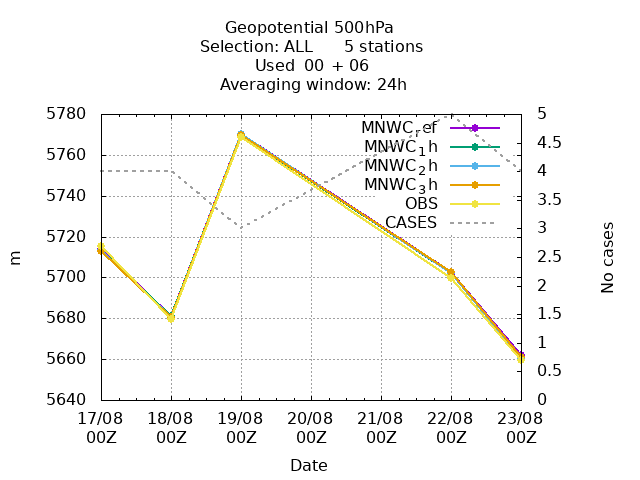 Geopotential 500hPa
Selection: ALL 5 stations
Used 00 + 06
Averaging window: 24h
5780
5760
5740
5720
5700
5680
5660
5640
m
5
4.5
4
3.5
3
2.5
2
1.5
1
0.5
0
No cases
MNWC_ref
MNWC_1h
MNWC_2h
MNWC_3h
OBS
CASES
17/08 18/08 19/08 20/08 21/08 22/08 23/08
00Z 00Z 00Z 00Z 00Z 00Z 00Z
Date